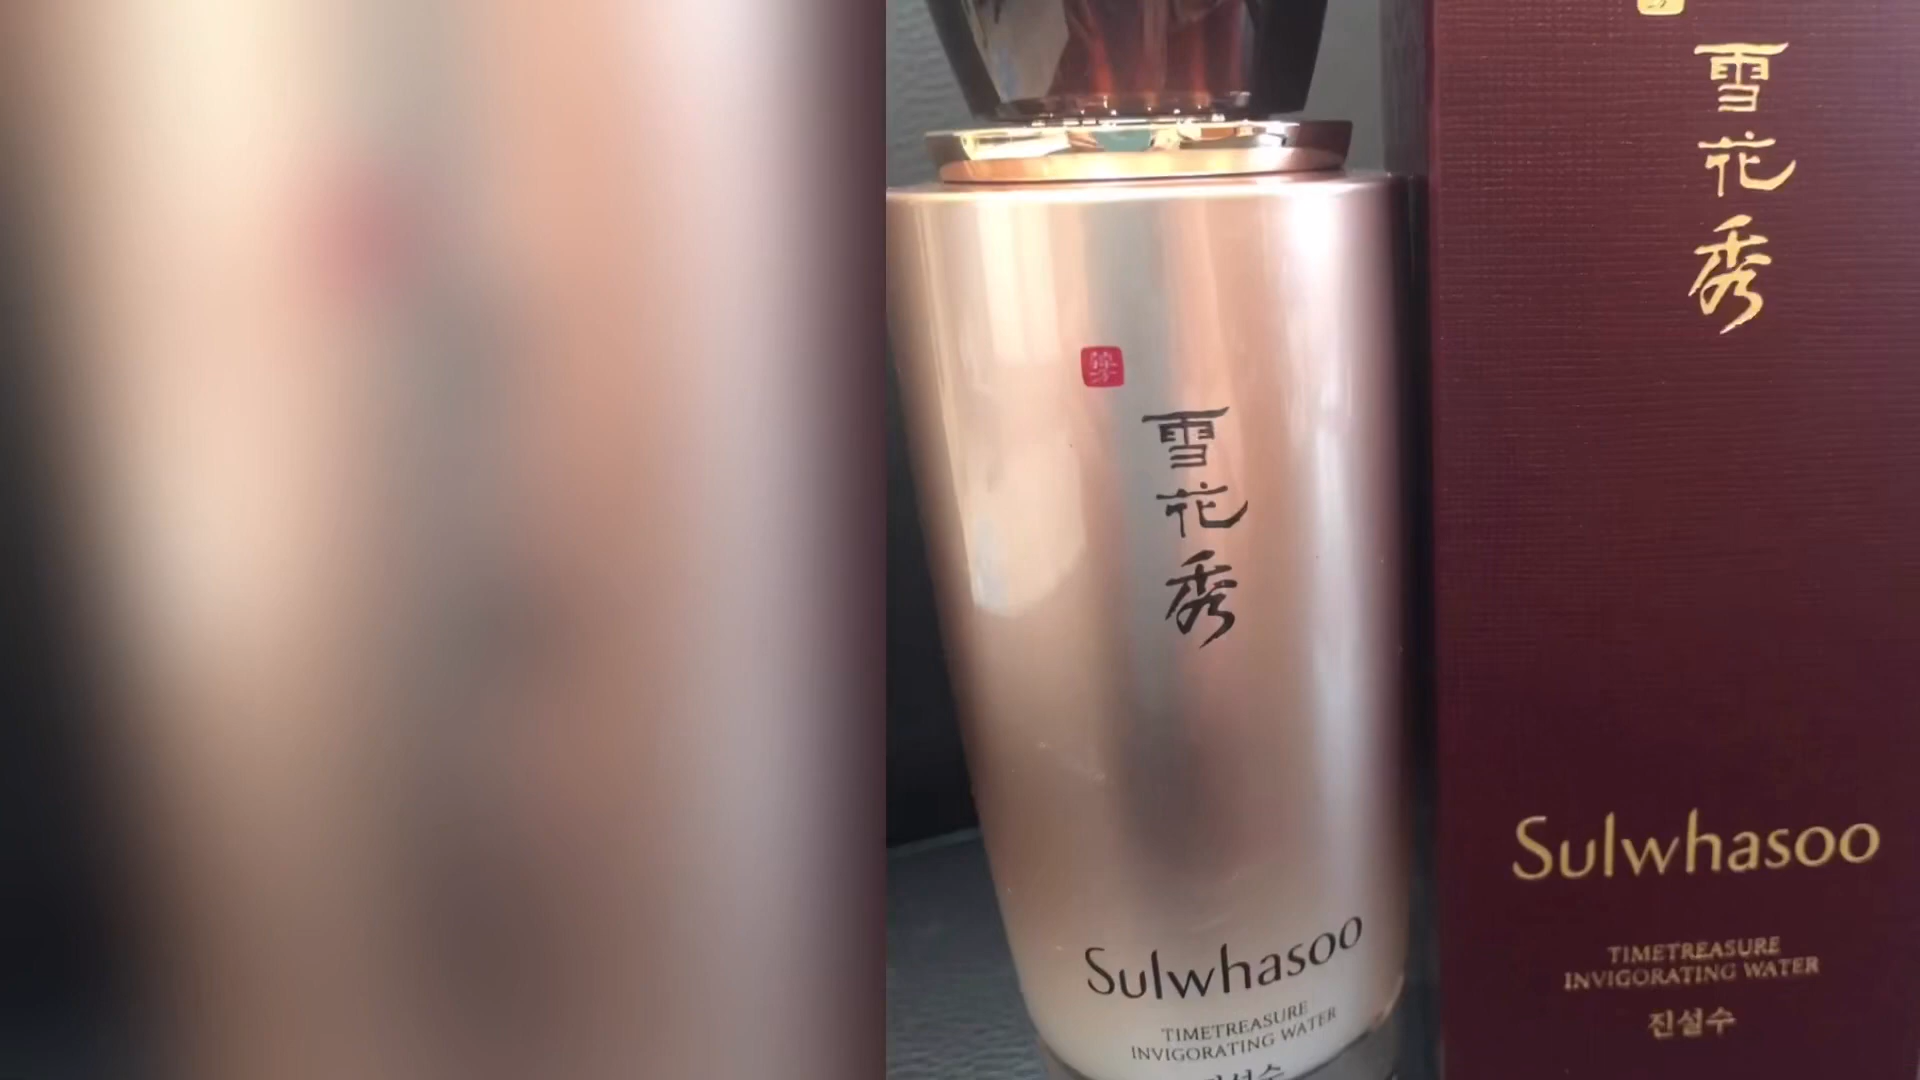 雪花秀
Sulwhasoo
TIMETREASURE
INVIGORATING WATER
雪花秀
Sulwhasoo
TIMETREASURE
INVIGORATING WATER
진설수